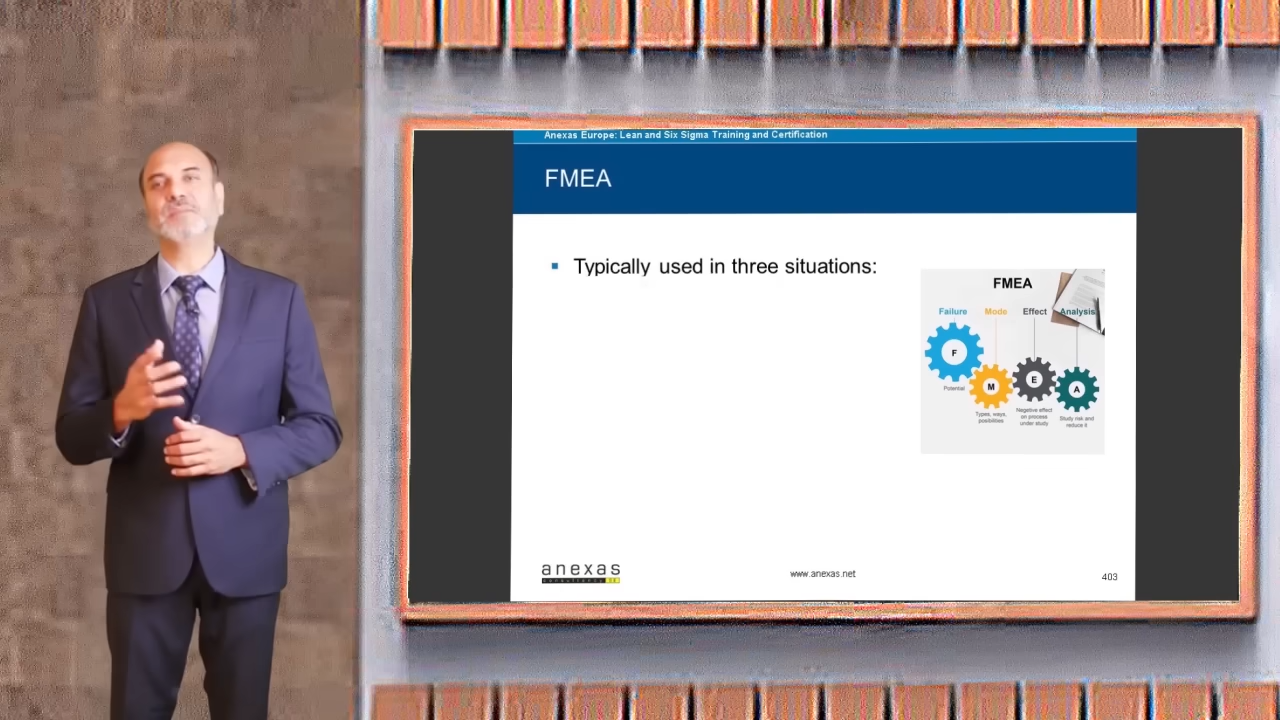 Anexas Europe: Lean and Six Sigma Training and Certification
FMEA
Typically used in three situations:
FMEA
Failure Mode Effect Analysis
F
M
E
A
Potential
Types, ways,
posibilities
Negative effect
on process
under study
Study risk and
reduce it
anexas
www.anexas.net
403